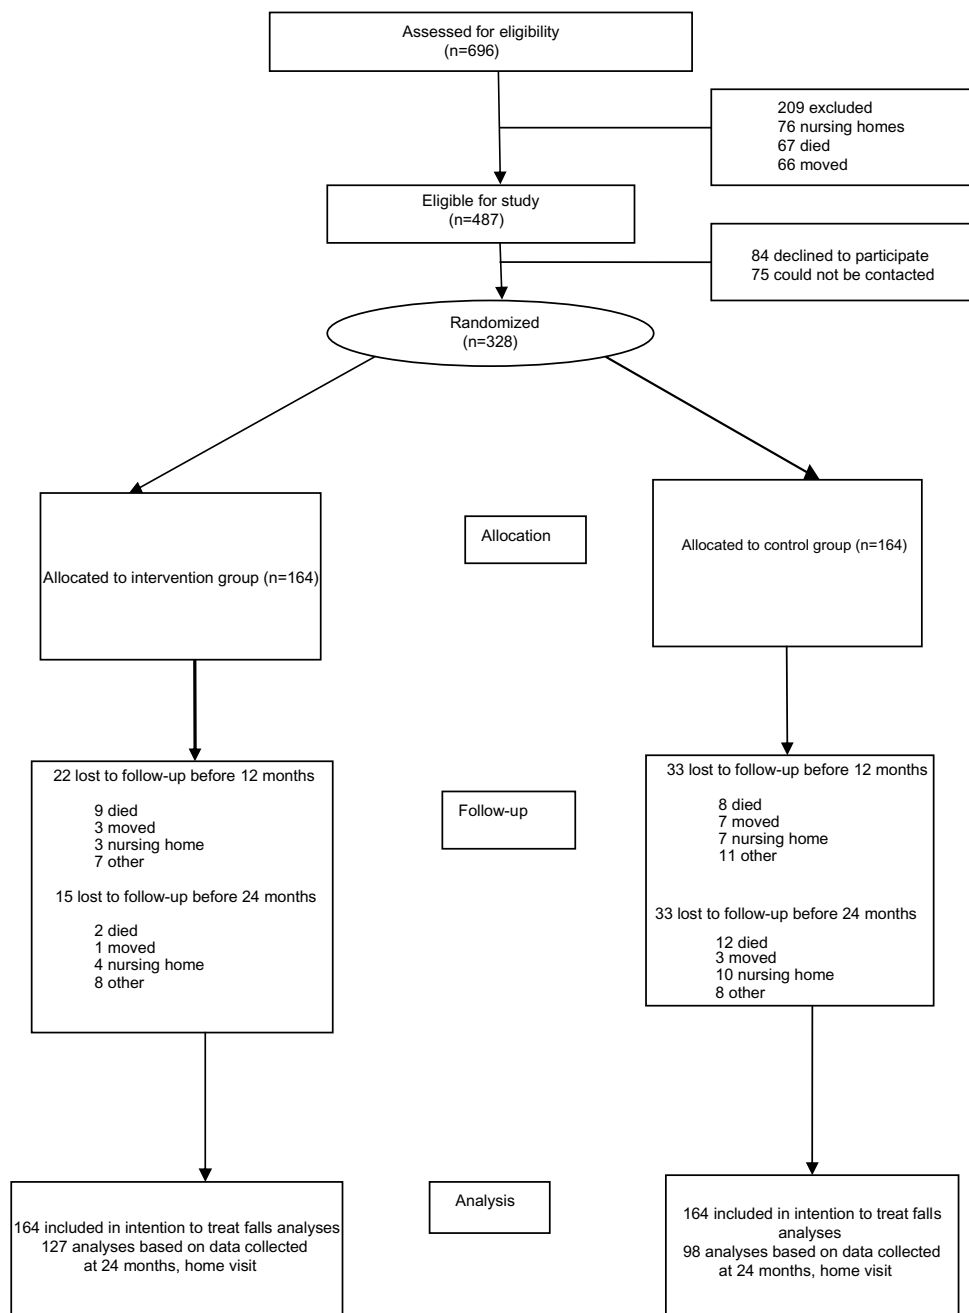 Assessed for eligibility
(n=696)
209 excluded
76 nursing homes
67 died
66 moved
Eligible for study
(n=487)
84 declined to participate
75 could not be contacted
Randomized
(n=328)
Allocated to intervention group (n=164)
Allocation
Allocated to control group (n=164)
22 lost to follow-up before 12 months
9 died
3 moved
3 nursing home
7 other
15 lost to follow-up before 24 months
2 died
1 moved
4 nursing home
8 other
Follow-up
33 lost to follow-up before 12 months
8 died
7 moved
7 nursing home
11 other
33 lost to follow-up before 24 months
12 died
3 moved
10 nursing home
8 other
164 included in intention to treat falls analyses
127 analyses based on data collected
at 24 months, home visit
Analysis
164 included in intention to treat falls
analyses
98 analyses based on data collected
at 24 months, home visit